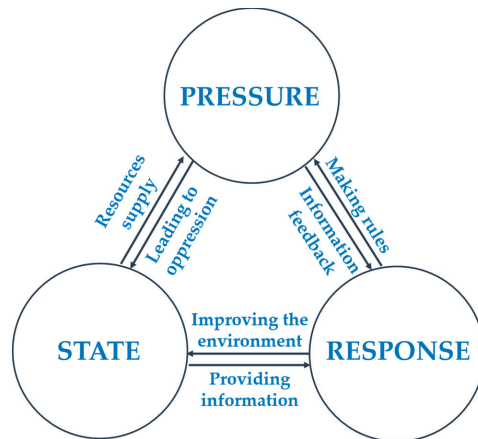 PRESSURE
Resources
supply
Leading to
oppression
Making rules
Information
feedback
STATE
Improving the
environment
RESPONSE
Providing
information